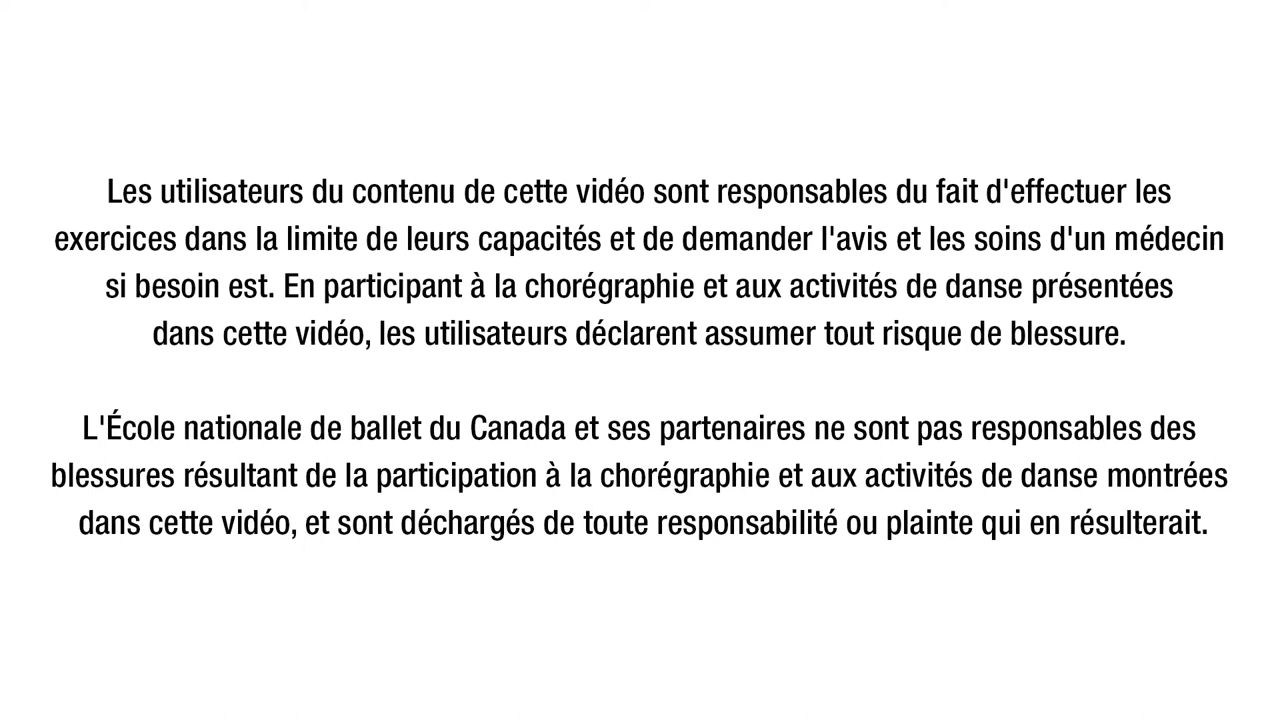 Les utilisateurs du contenu de cette vidéo sont responsables du fait d'effectuer les
exercices dans la limite de leurs capacités et de demander l'avis et les soins d'un médecin
si besoin est. En participant à la chorégraphie et aux activités de danse présentées
dans cette vidéo, les utilisateurs déclarent assumer tout risque de blessure.
L'École nationale de ballet du Canada et ses partenaires ne sont pas responsables des
blessures résultant de la participation à la chorégraphie et aux activités de danse montrées
dans cette vidéo, et sont déchargés de toute responsabilité ou plainte qui en résulterait.